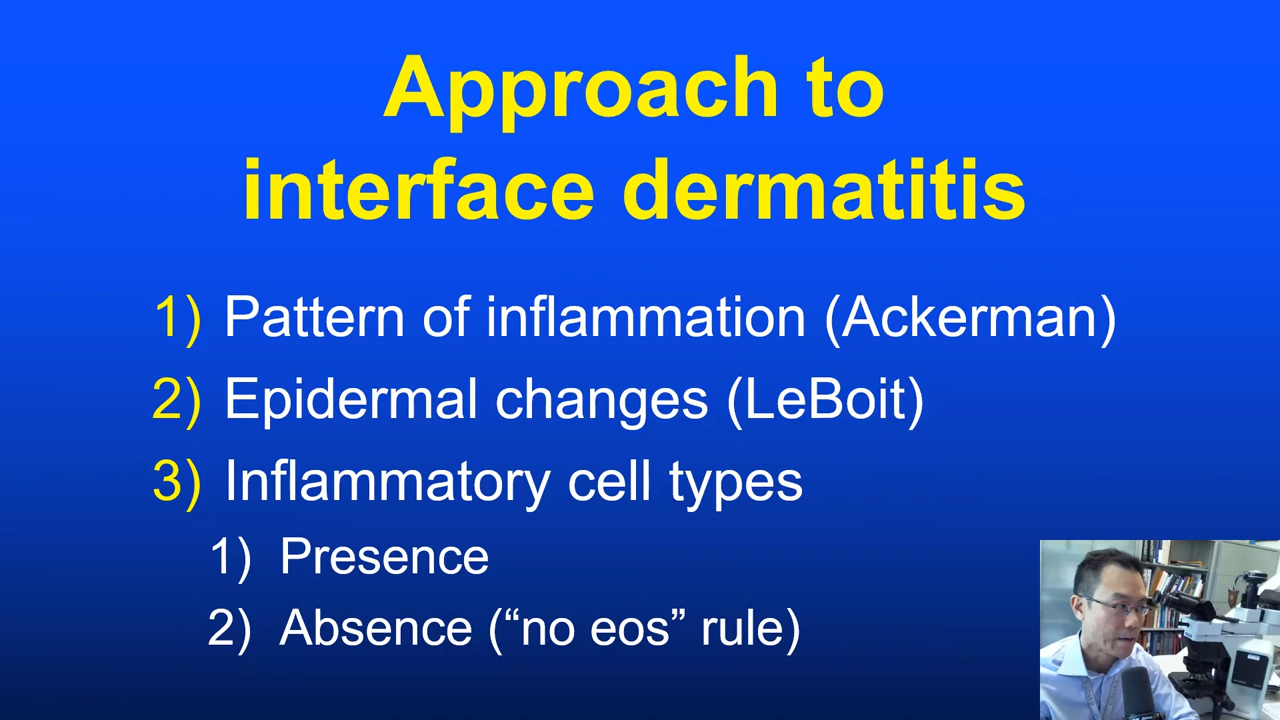 Approach to
interface dermatitis
1) Pattern of inflammation (Ackerman)
2) Epidermal changes (LeBoit)
3) Inflammatory cell types
1) Presence
2) Absence (“no eos” rule)